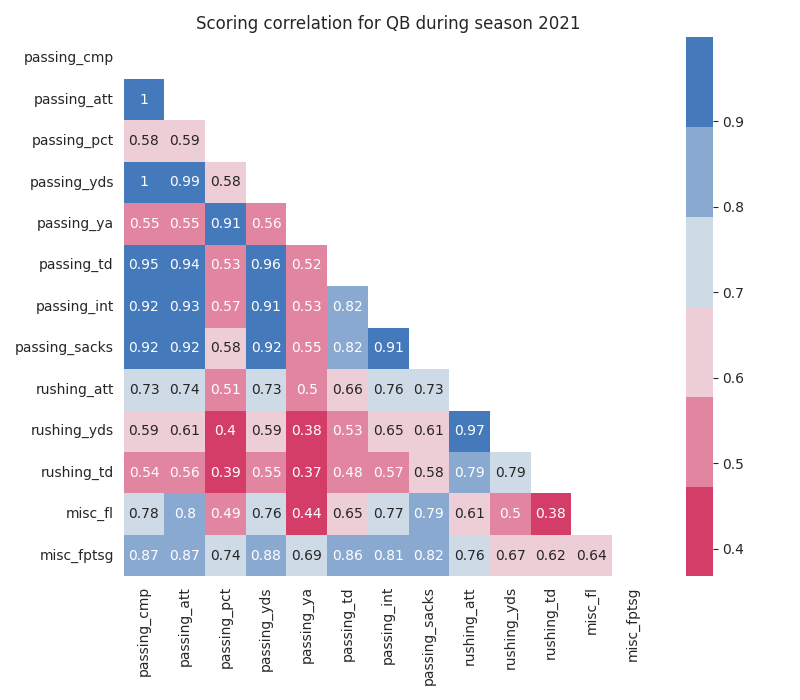 Scoring correlation for QB during season 2021
passing_cmp
passing_att 1
passing_pct 0.58 0.59
passing_yds 1 0.99 0.58
passing_ya 0.55 0.55 0.91 0.56
passing_td 0.95 0.94 0.53 0.96 0.52
passing_int 0.92 0.93 0.57 0.91 0.53 0.82
passing_sacks 0.92 0.92 0.58 0.92 0.55 0.82 0.91
rushing_att 0.73 0.74 0.51 0.73 0.5 0.66 0.76 0.73
rushing_yds 0.59 0.61 0.4 0.59 0.38 0.53 0.65 0.61 0.97
rushing_td 0.54 0.56 0.39 0.55 0.37 0.48 0.57 0.58 0.79 0.79
misc_fl 0.78 0.8 0.49 0.76 0.44 0.65 0.77 0.79 0.61 0.5 0.38
misc_fptsg 0.87 0.87 0.74 0.88 0.69 0.86 0.81 0.82 0.76 0.67 0.62 0.64
passing_cmp
passing_att
passing_pct
passing_yds
passing_ya
passing_td
passing_int
passing_sacks
rushing_att
rushing_yds
rushing_td
misc_fl
misc_fptsg
0.9
0.8
0.7
0.6
0.5
0.4